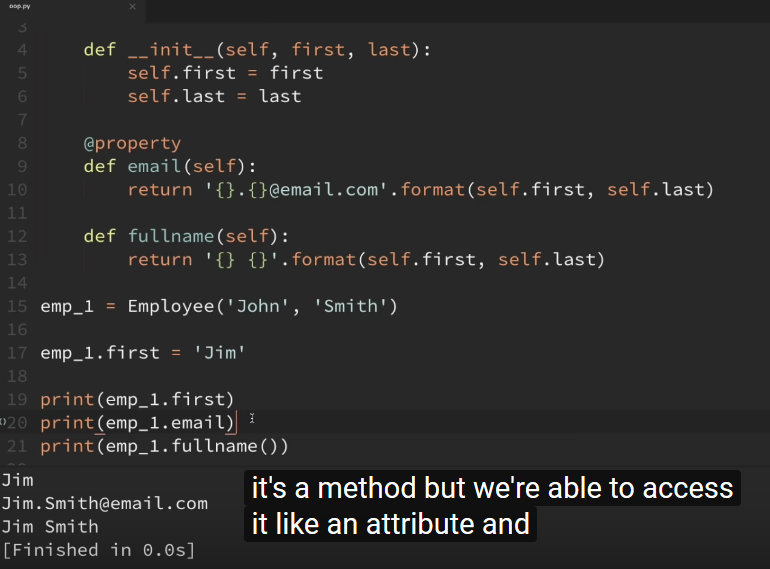 oop.py ×
3
4 def __init__(self, first, last):
5 self.first = first
6 self.last = last
7
8 @property
9 def email(self):
10 return '{}.{}@email.com'.format(self.first, self.last)
11
12 def fullname(self):
13 return '{} {}'.format(self.first, self.last)
14
15 emp_1 = Employee('John', 'Smith')
16
17 emp_1.first = 'Jim'
18
19 print(emp_1.first)
20 print(emp_1.email)
21 print(emp_1.fullname())
Jim
Jim.Smith@email.com
Jim Smith
[Finished in 0.0s]
it's a method but we're able to access
it like an attribute and